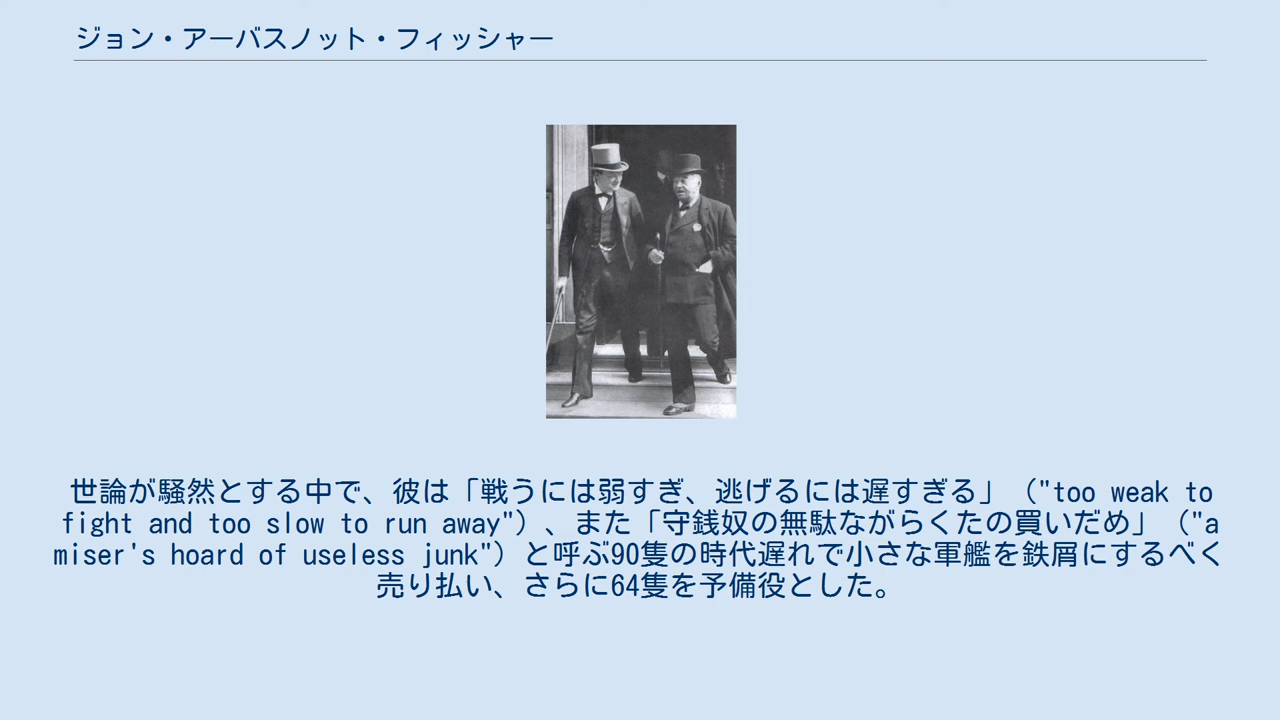 ジョン・アーバスノット・フィッシャー
世論が騒然とする中で、彼は「戦うには弱すぎ、逃げるには遅すぎる」（"too weak to
fight and too slow to run away"）、また「守銭奴の無駄ながらくたの買いだめ」（"a
miser's hoard of useless junk"）と呼ぶ90隻の時代遅れで小さな軍艦を鉄屑にするべく
売り払い、さらに64隻を予備役とした。